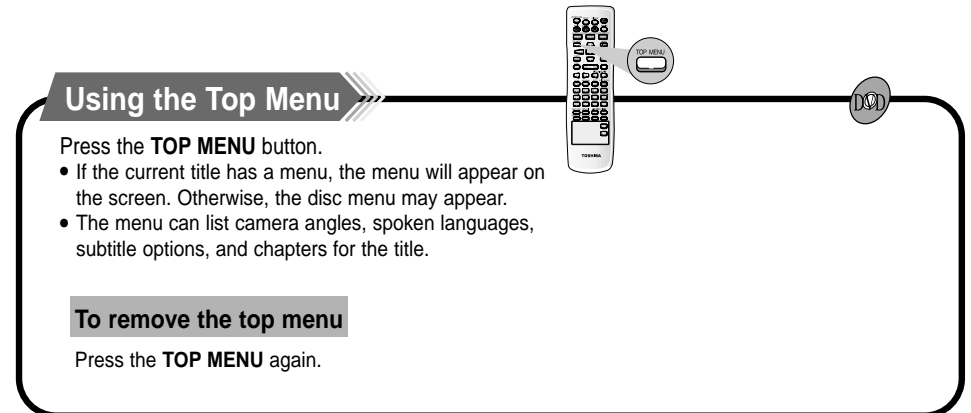 TOP MENU
TOSHIBA
DVD
Using the Top Menu
Press the TOP MENU button.
• If the current title has a menu, the menu will appear on
the screen. Otherwise, the disc menu may appear.
• The menu can list camera angles, spoken languages,
subtitle options, and chapters for the title.
To remove the top menu
Press the TOP MENU again.